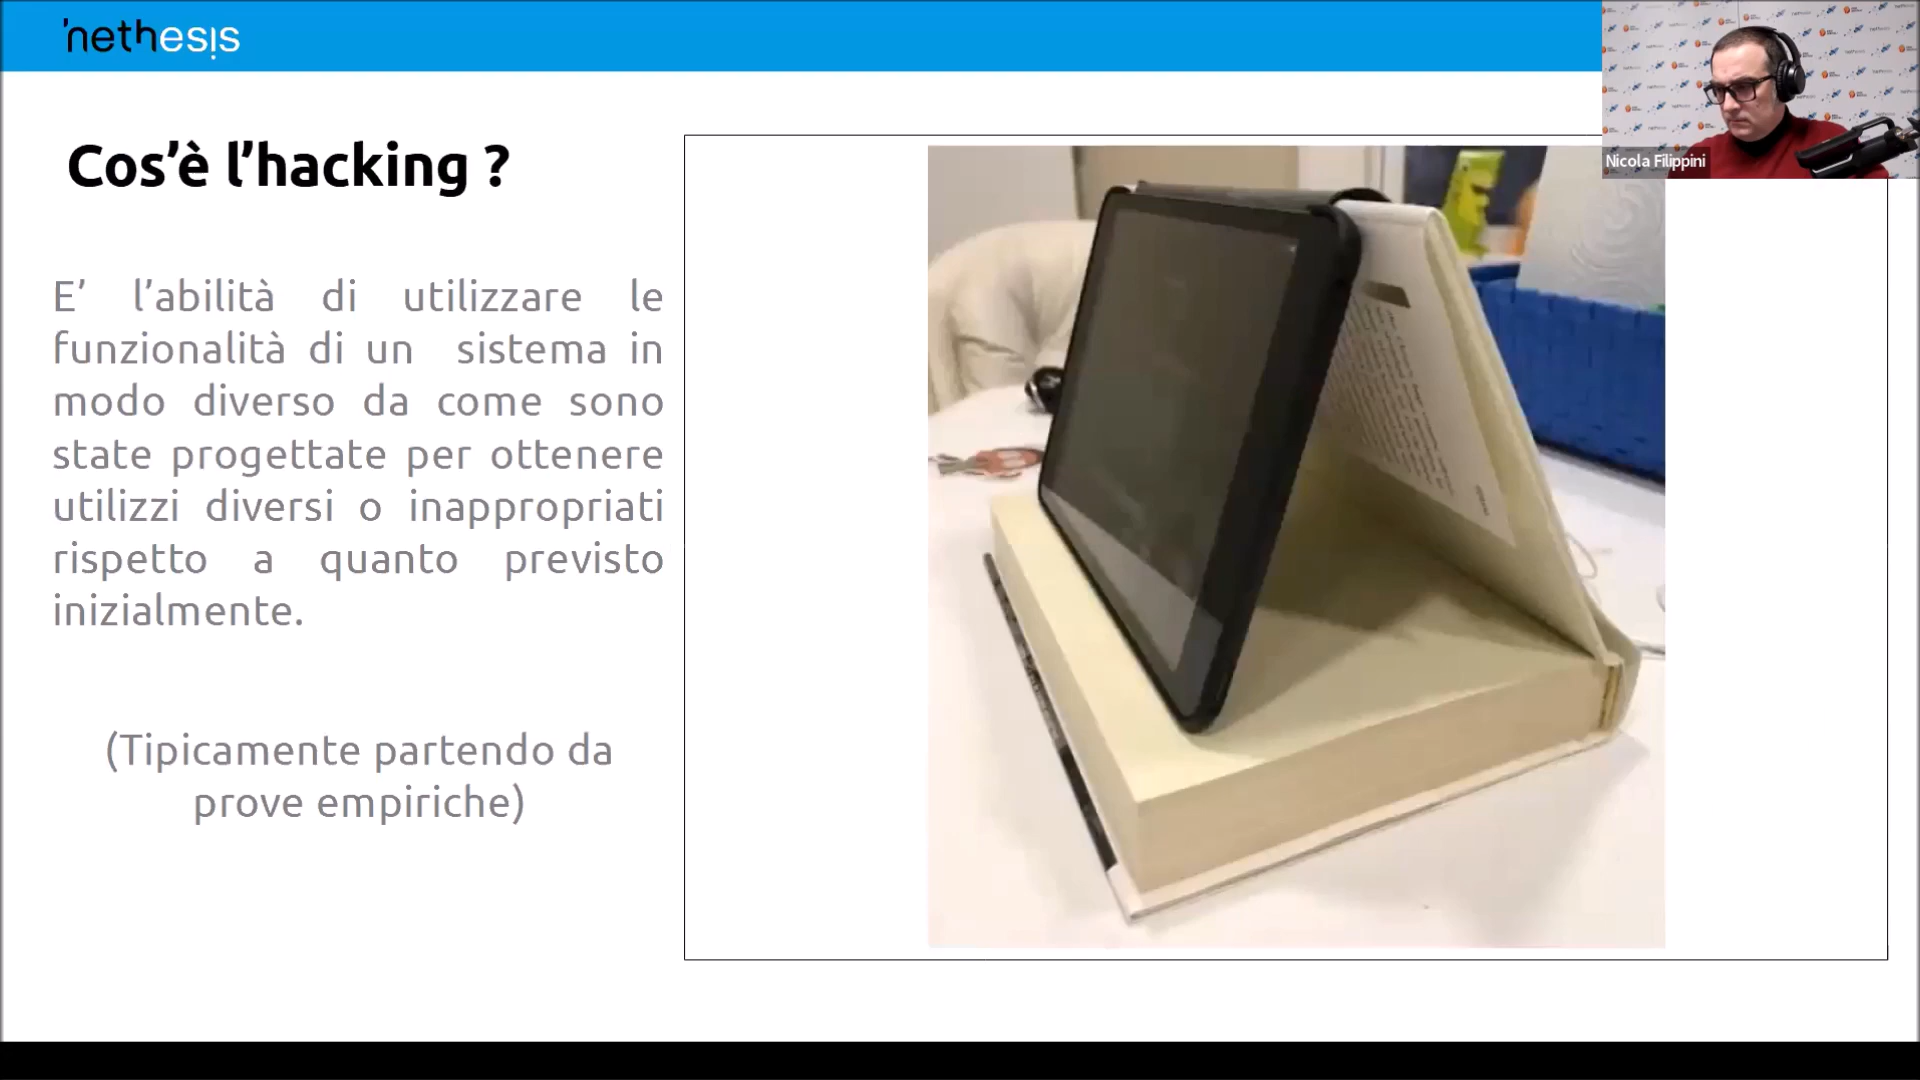 nethesis
Nicola Filippini
Cos’è l’hacking ?
E’ l’abilità di utilizzare le
funzionalità di un sistema in
modo diverso da come sono
state progettate per ottenere
utilizzi diversi o inappropriati
rispetto a quanto previsto
inizialmente.
(Tipicamente partendo da
prove empiriche)